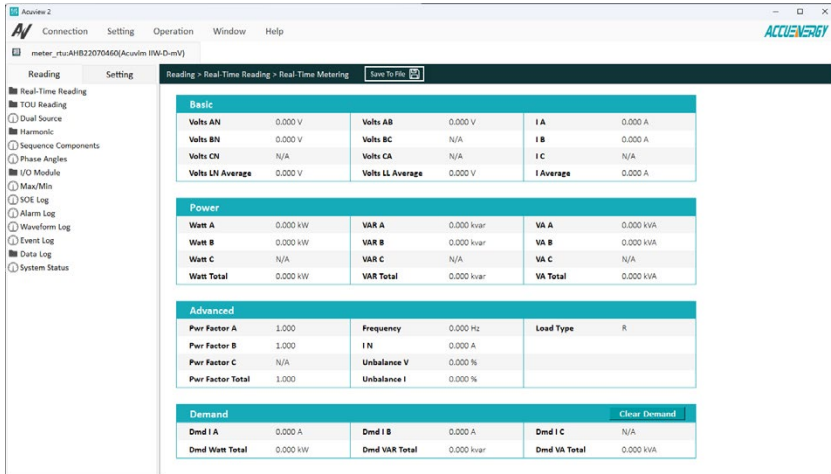 Acuview 2
Connection Setting Operation Window Help
ACCUENERGY
meter_rtu:AHB22070460(AcuvIm IIW-D-mV)
Reading Setting
Reading > Real-Time Reading > Real-Time Metering Save To File
Real-Time Reading
TOU Reading
Dual Source
Harmonic
Sequence Components
Phase Angles
I/O Module
Max/Min
SOE Log
Alarm Log
Waveform Log
Event Log
Data Log
System Status
Basic
Volts AN 0.000 V Volts AB 0.000 V I A 0.000 A
Volts BN 0.000 V Volts BC N/A I B 0.000 A
Volts CN N/A Volts CA N/A I C N/A
Volts LN Average 0.000 V Volts LL Average 0.000 V I Average 0.000 A
Power
Watt A 0.000 kW VAR A 0.000 kvar VA A 0.000 kVA
Watt B 0.000 kW VAR B 0.000 kvar VA B 0.000 kVA
Watt C N/A VAR C N/A VA C N/A
Watt Total 0.000 kW VAR Total 0.000 kvar VA Total 0.000 kVA
Advanced
Pwr Factor A 1.000 Frequency 0.000 Hz Load Type R
Pwr Factor B 1.000 I N 0.000 A
Pwr Factor C N/A Unbalance V 0.000 %
Pwr Factor Total 1.000 Unbalance I 0.000 %
Demand Clear Demand
Dmd I A 0.000 A Dmd I B 0.000 A Dmd I C N/A
Dmd Watt Total 0.000 kW Dmd VAR Total 0.000 kvar Dmd VA Total 0.000 kVA